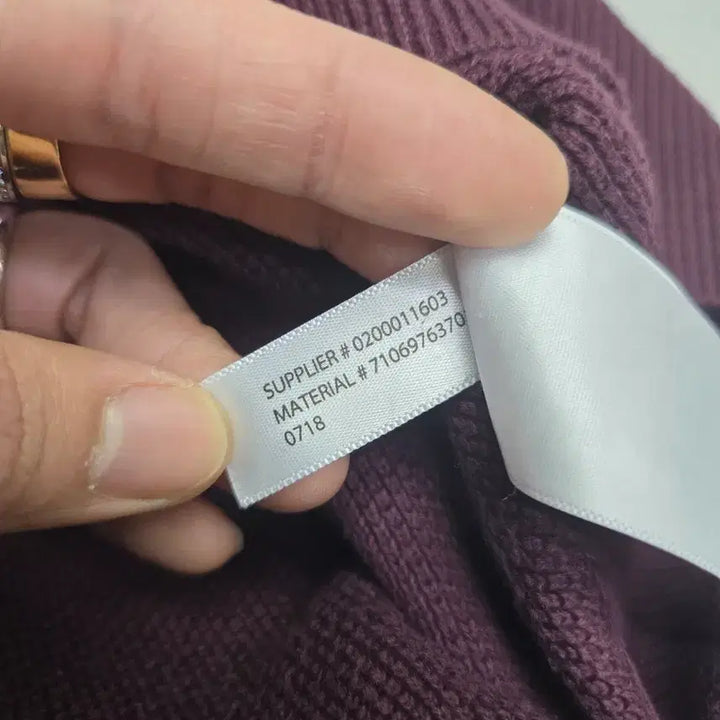 SUPPLIER # 0200011603
MATERIAL # 7106976370
0718